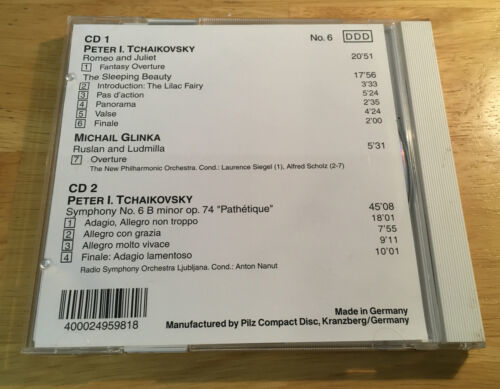 CD 1 No. 6 DDD
PETER I. TCHAIKOVSKY
Romeo and Juliet 20'51
1 Fantasy Overture
The Sleeping Beauty 17'56
2 Introduction: The Lilac Fairy 3'33
3 Pas d'action 5'24
4 Panorama 2'35
5 Valse 4'24
6 Finale 2'00
MICHAIL GLINKA
Ruslan and Ludmilla 5'31
7 Overture
The New Philharmonic Orchestra. Cond.: Laurence Siegel (1), Alfred Scholz (2-7)
CD 2
PETER I. TCHAIKOVSKY
Symphony No. 6 B minor op. 74 "Pathétique" 45'08
1 Adagio, Allegro non troppo 18'01
2 Allegro con grazia 7'55
3 Allegro molto vivace 9'11
4 Finale: Adagio lamentoso 10'01
Radio Symphony Orchestra Ljubljana. Cond.: Anton Nanut
400024959818
Made in Germany
Manufactured by Pilz Compact Disc, Kranzberg/Germany